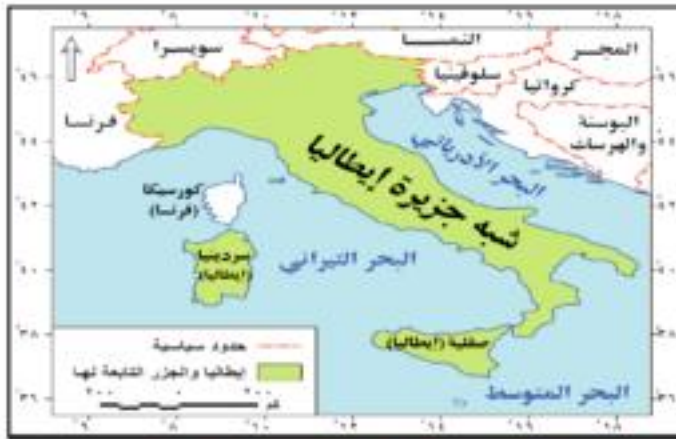 سويسرا
النمسا
المجر
سلوفينيا
كرواتيا
فرنسا
البوسنة
والهرسك
البحر الأدرياتي
شبه جزيرة إيطاليا
كورسيكا
(فرنسا)
سردينيا
(إيطاليا)
البحر التيراني
صقلية (إيطاليا)
البحر المتوسط
حدود سياسية
إيطاليا والجزر التابعة لها
كم